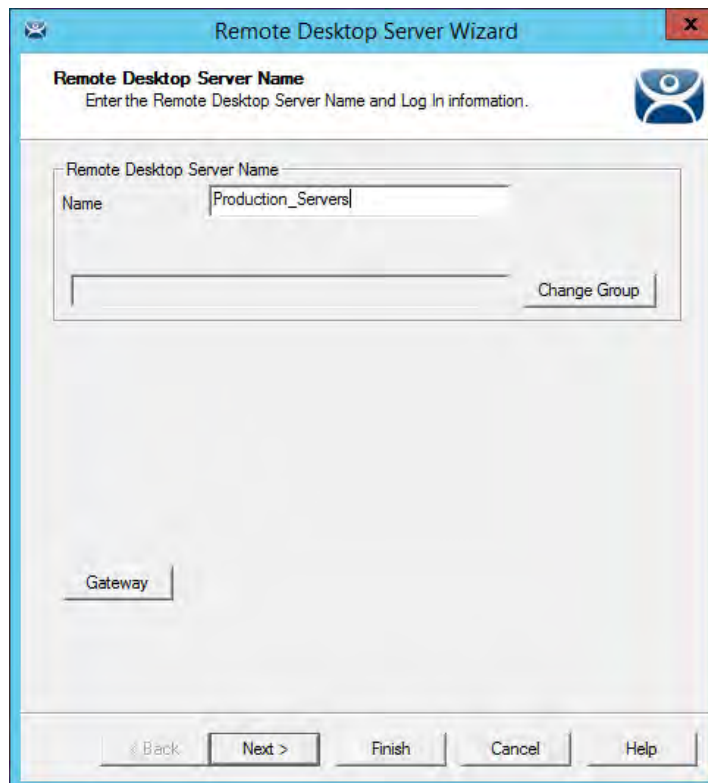 Remote Desktop Server Wizard
x
Remote Desktop Server Name
Enter the Remote Desktop Server Name and Log In information.
Remote Desktop Server Name
Name
Production_Servers
Change Group
Gateway
< Back
Next >
Finish
Cancel
Help